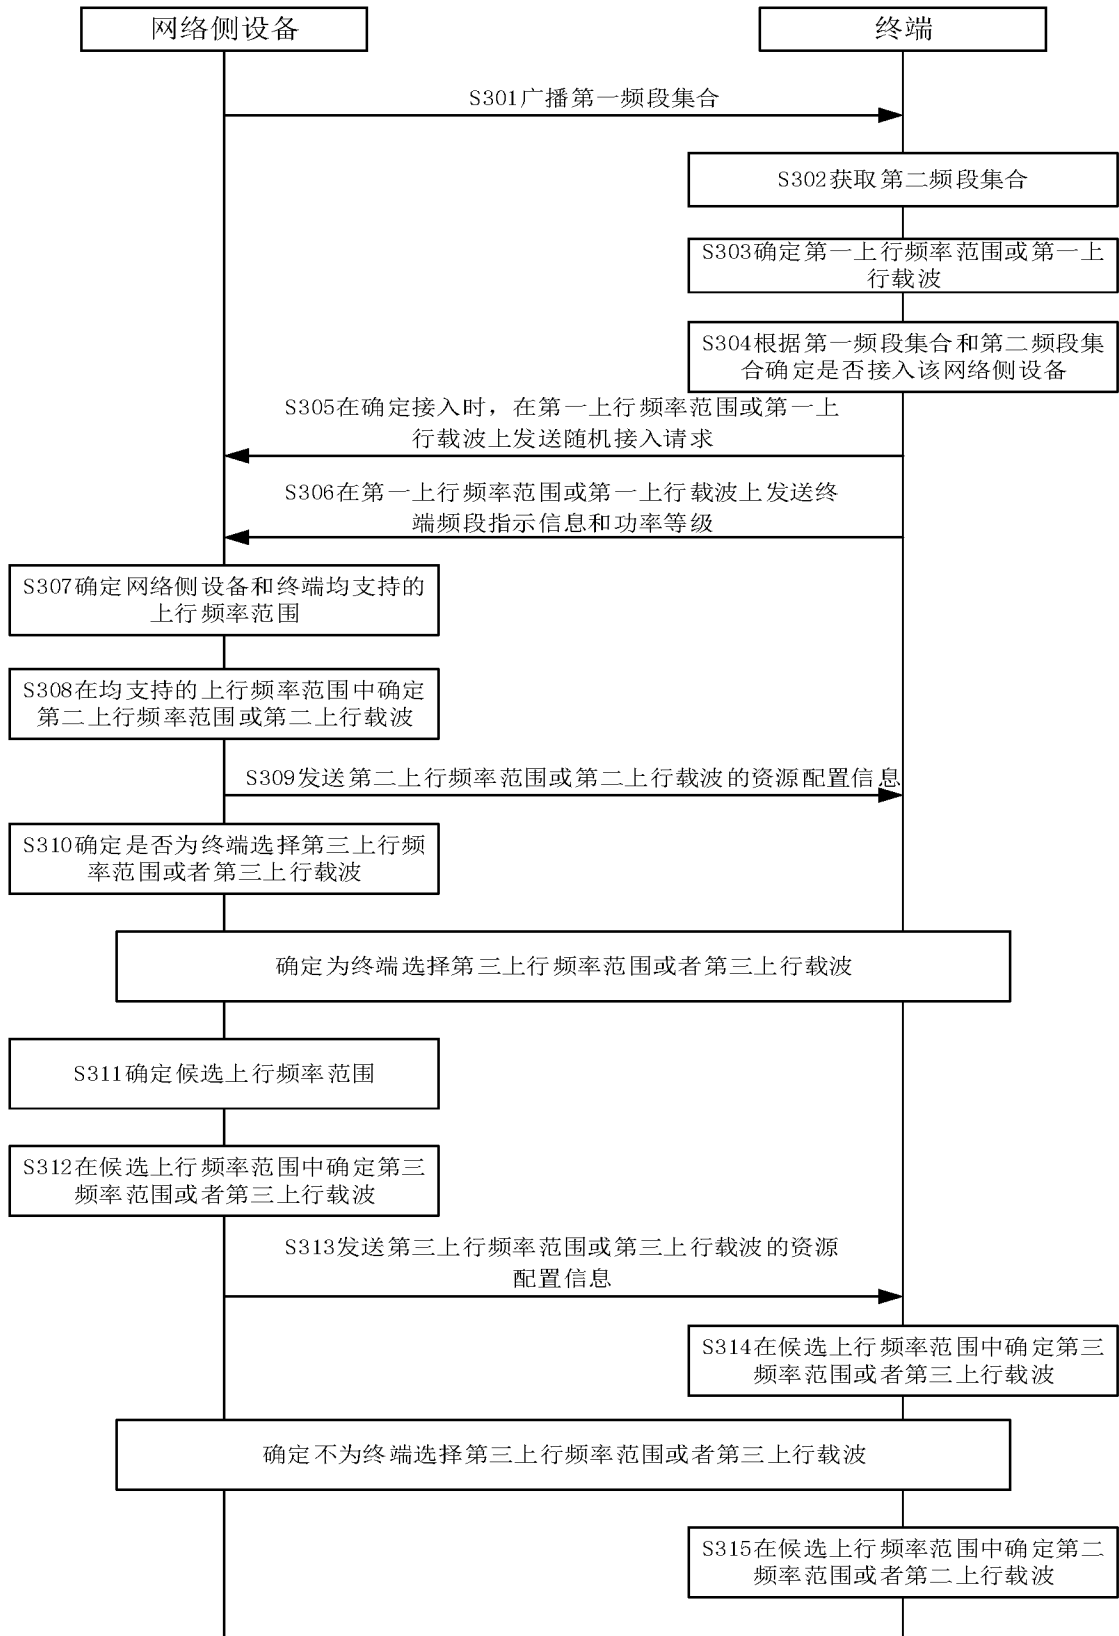 网络侧设备
终端
S301广播第一频段集合
S302获取第二频段集合
S303确定第一上行频率范围或第一上
行载波
S304根据第一频段集合和第二频段集
合确定是否接入该网络侧设备
S305在确定接入时，在第一上行频率范围或第一上
行载波上发送随机接入请求
S306在第一上行频率范围或第一上行载波上发送终
端频段指示信息和功率等级
S307确定网络侧设备和终端均支持的
上行频率范围
S308在均支持的上行频率范围中确定
第二上行频率范围或第二上行载波
S309发送第二上行频率范围或第二上行载波的资源配置信息
S310确定是否为终端选择第三上行频
率范围或者第三上行载波
确定为终端选择第三上行频率范围或者第三上行载波
S311确定候选上行频率范围
S312在候选上行频率范围中确定第三
频率范围或者第三上行载波
S313发送第三上行频率范围或第三上行载波的资源
配置信息
S314在候选上行频率范围中确定第三
频率范围或者第三上行载波
确定不为终端选择第三上行频率范围或者第三上行载波
S315在候选上行频率范围中确定第二
频率范围或者第二上行载波